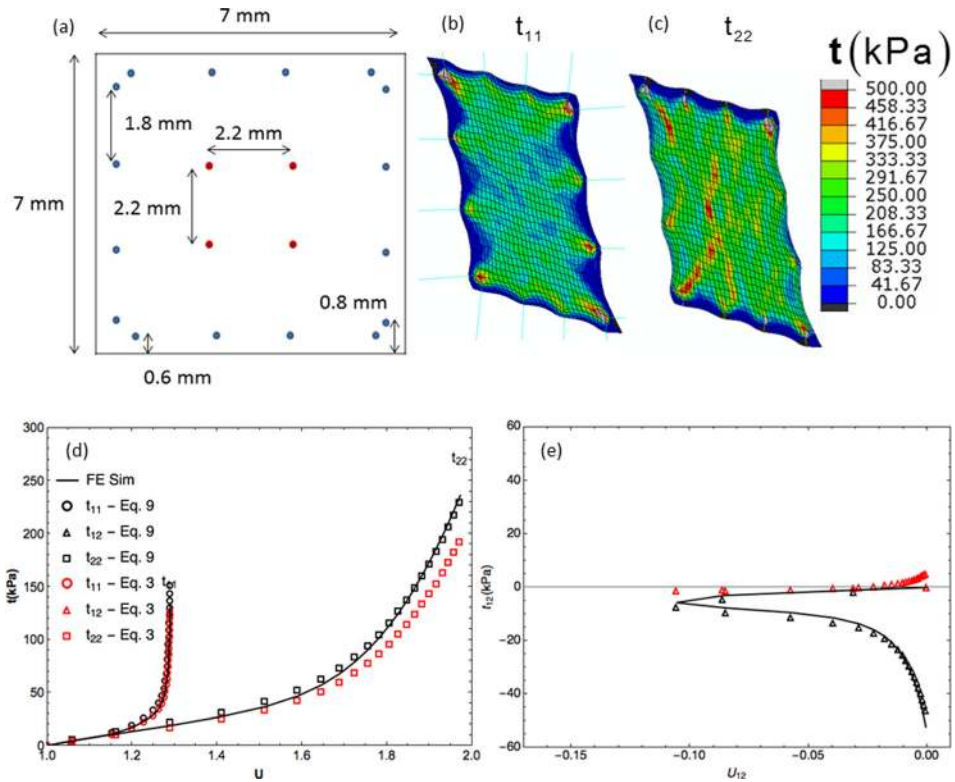 (a)
7 mm
7 mm
1.8 mm
2.2 mm
2.2 mm
0.8 mm
0.6 mm
(b)
t11
(c)
t22
t(kPa)
500.00
458.33
416.67
375.00
333.33
291.67
250.00
208.33
166.67
125.00
83.33
41.67
0.00
(d)
300
250
200
150
100
50
0
t(kPa)
FE Sim
t11 – Eq. 9
t12 – Eq. 9
t22 – Eq. 9
t11 – Eq. 3
t12 – Eq. 3
t22 – Eq. 3
t22
1.0
1.2
1.4
1.6
1.8
2.0
U
(e)
60
40
20
0
−20
−40
−60
t12(kPa)
−0.15
−0.10
−0.05
0.00
U12